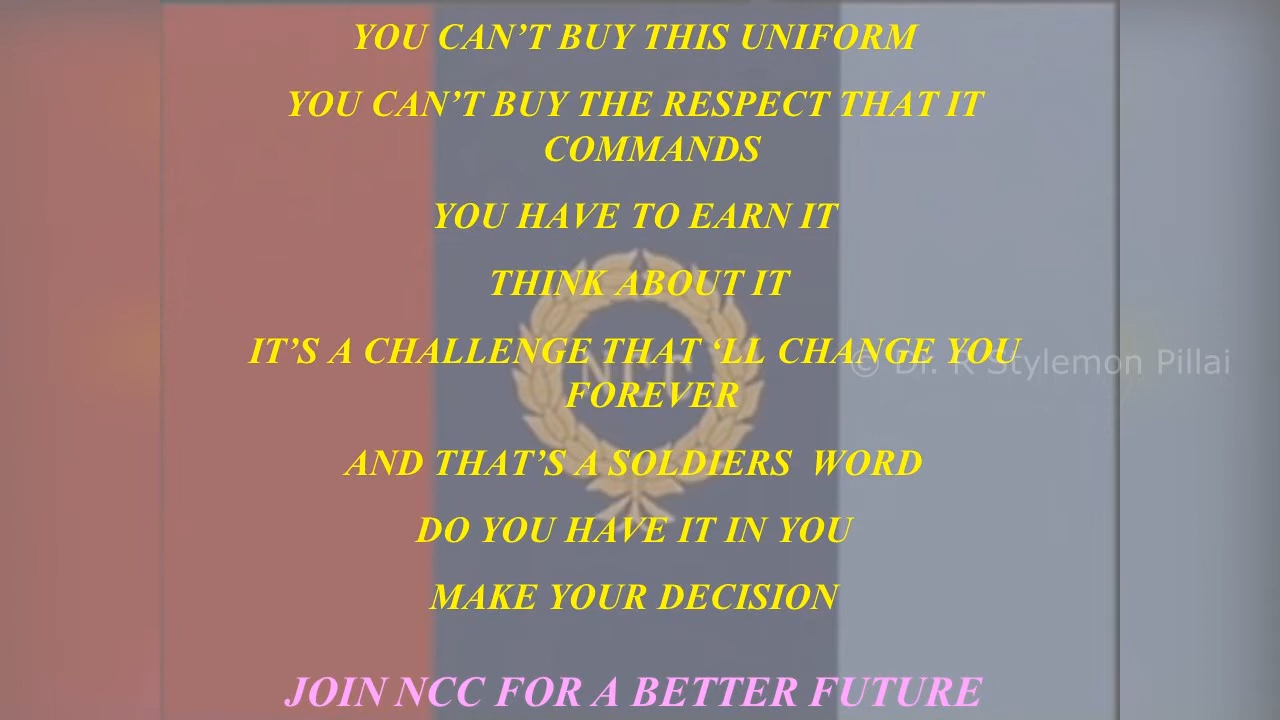 YOU CAN’T BUY THIS UNIFORM
YOU CAN’T BUY THE RESPECT THAT IT
COMMANDS
YOU HAVE TO EARN IT
THINK ABOUT IT
IT’S A CHALLENGE THAT ‘LL CHANGE YOU
FOREVER
NCC
© Dr. K Stylemon Pillai
AND THAT’S A SOLDIERS  WORD
DO YOU HAVE IT IN YOU
MAKE YOUR DECISION
JOIN NCC FOR A BETTER FUTURE